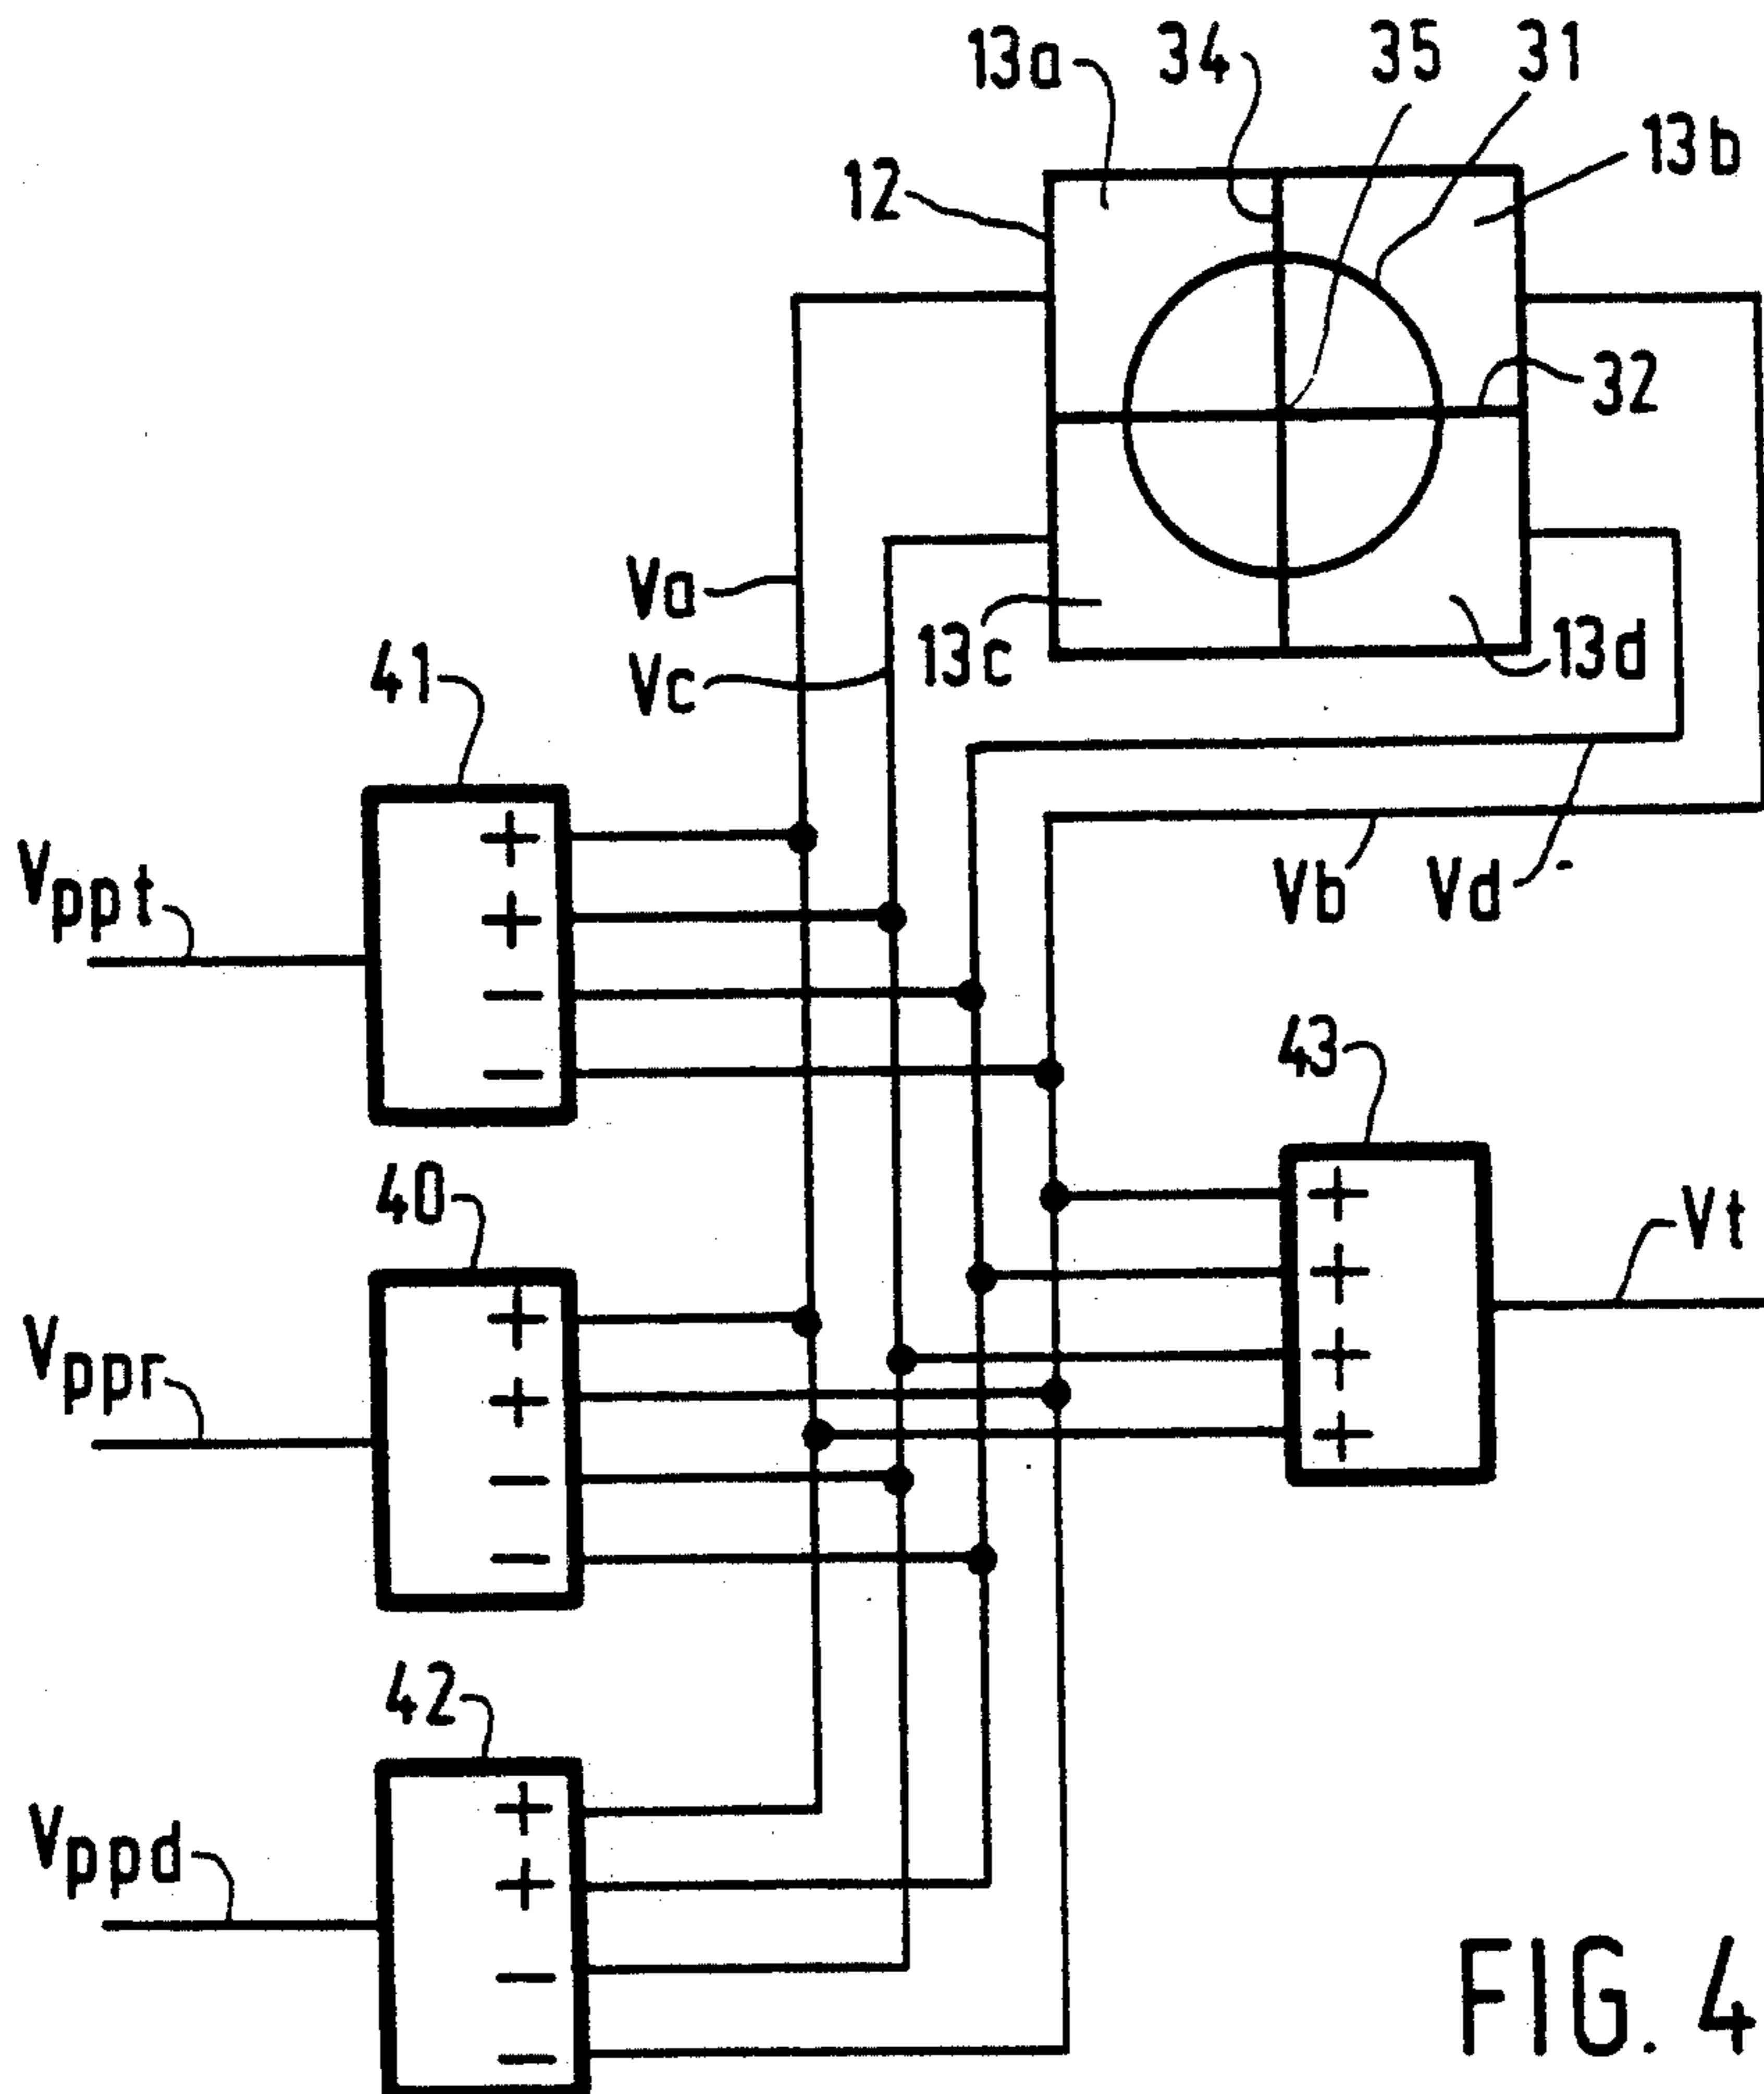 13a 34 35 31
13b
12
32
Va
13c 13d
Vc
41
+
+
−
−
Vppt
Vb Vd
43
+
+
+
+
Vt
40
+
+
−
−
Vppr
42
+
+
−
−
Vppd
FIG. 4